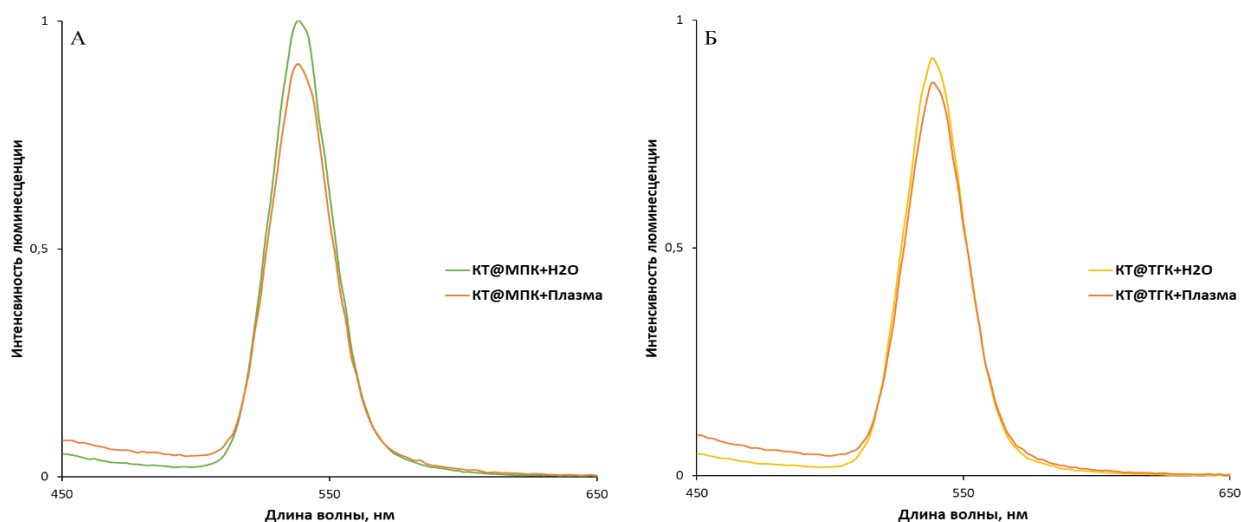 А
1
0,5
0
450
550
650
Интенсвиность люминесценции
Длина волны, нм
КТ@МПК+H2O
КТ@МПК+Плазма
Б
1
0,5
0
450
550
650
Интенсивность люминесценции
Длина волны, нм
КТ@ТГК+H2O
КТ@ТГК+Плазма